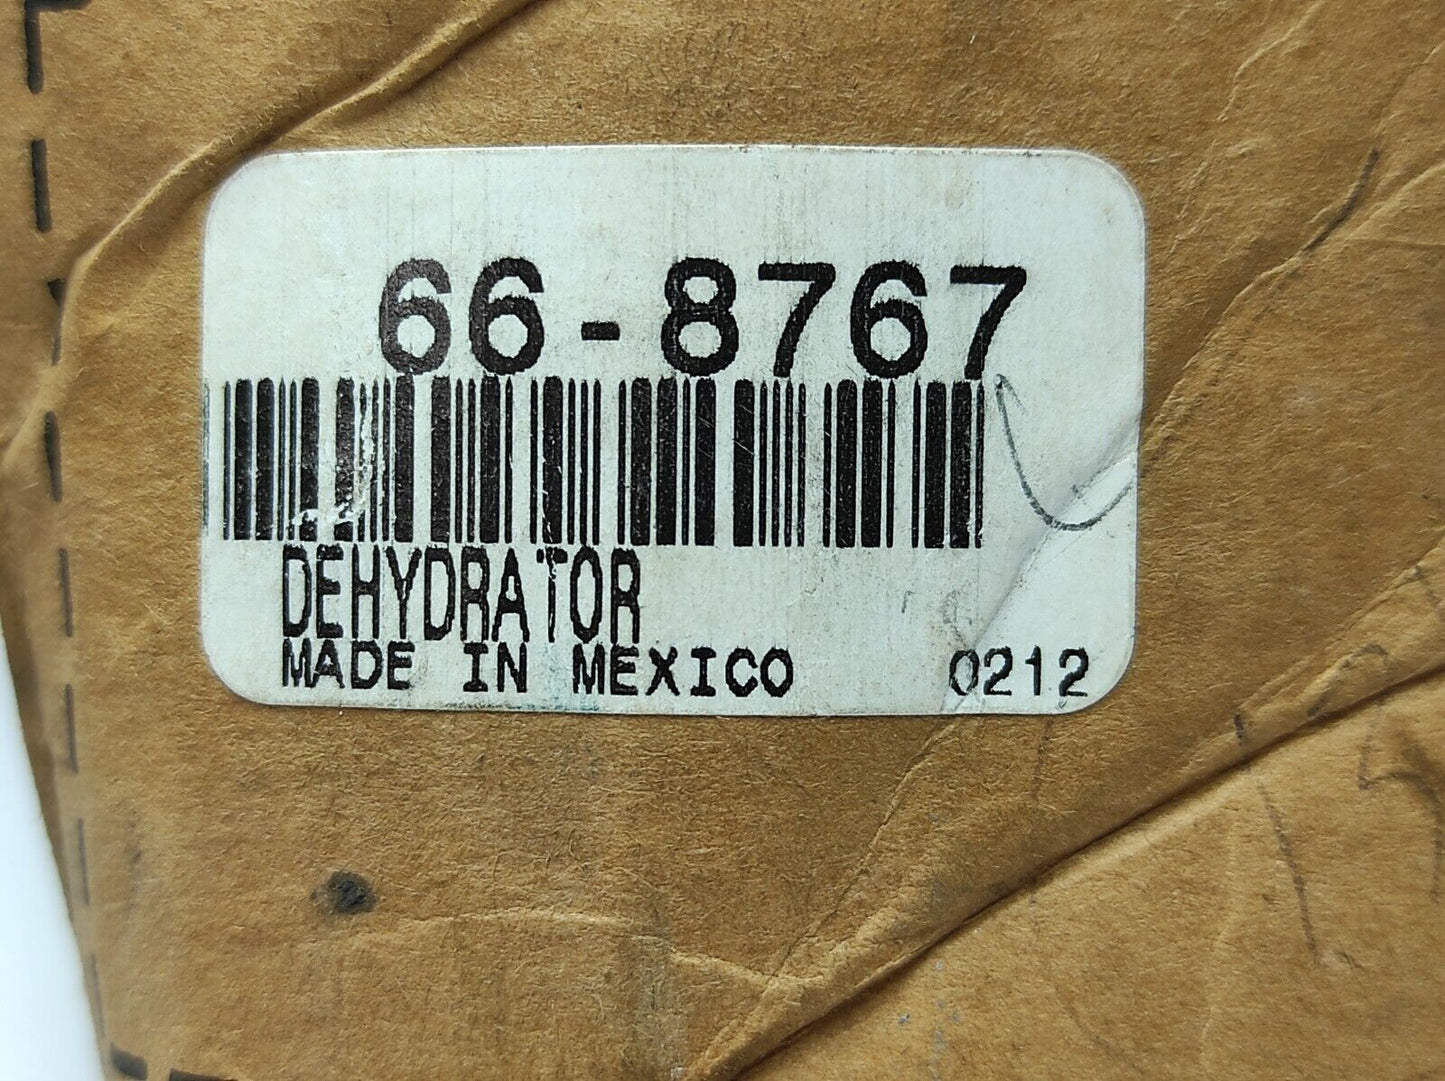 66-8767
DEHYDRATOR
MADE IN MEXICO 0212